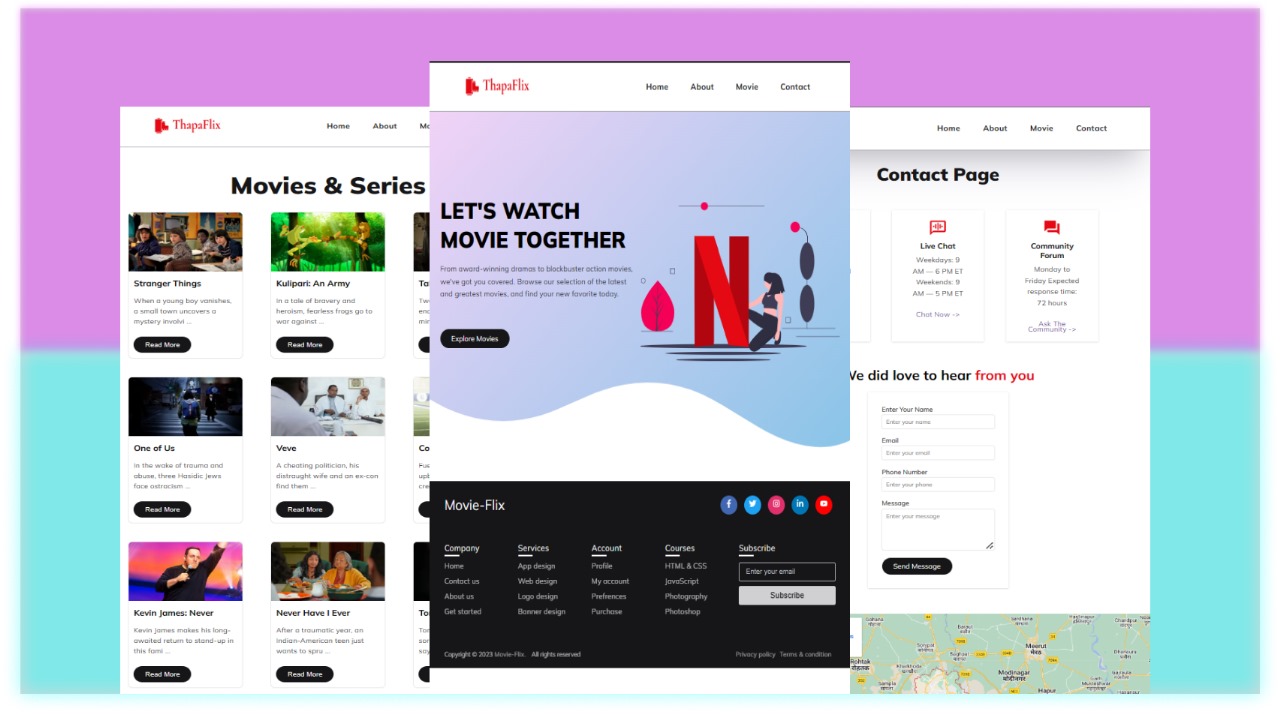 ThapaFlix
Home About Mo
Movies & Series
Stranger Things
When a young boy vanishes,
a small town uncovers a
mystery involvi ...
Read More
Kulipari: An Army
In a tale of bravery and
heroism, fearless frogs go to
war against ...
Read More
Ta
Tw
enc
min
One of Us
In the wake of trauma and
abuse, three Hasidic Jews
face ostracism ...
Read More
Veve
A cheating politician, his
distraught wife and an ex-con
find them ...
Read More
Co
Fue
upb
cre
Kevin James: Never
Kevin James makes his long-
awaited return to stand-up in
this fami ...
Read More
Never Have I Ever
After a traumatic year, an
Indian-American teen just
wants to spru ...
Read More
To
Tor
son
say
ThapaFlix
Home About Movie Contact
LET'S WATCH
MOVIE TOGETHER
From award-winning dramas to blockbuster action movies,
we've got you covered. Browse our selection of the latest
and greatest movies, and find your new favorite today.
Explore Movies
N
Movie-Flix
Company
Home
Contact us
About us
Get started
Services
App design
Web design
Logo design
Banner design
Account
Profile
My account
Prefrences
Purchase
Courses
HTML & CSS
JavaScript
Photography
Photoshop
Subscribe
Enter your email
Subscribe
Copyright © 2023 Movie-Flix. All rights reserved
Privacy policy Terms & condition
Home About Movie Contact
Contact Page
Live Chat
Weekdays: 9
AM — 6 PM ET
Weekends: 9
AM — 5 PM ET
Chat Now ->
Community
Forum
Monday to
Friday Expected
response time:
72 hours
Ask The
Community ->
We did love to hear from you
Enter Your Name
Enter your name
Email
Enter your email
Phone Number
Enter your phone
Message
Enter your message
Send Message
Meerut
मेरठ
Modinagar
मोदीनगर
Hapur
Rohtak
रोहतक